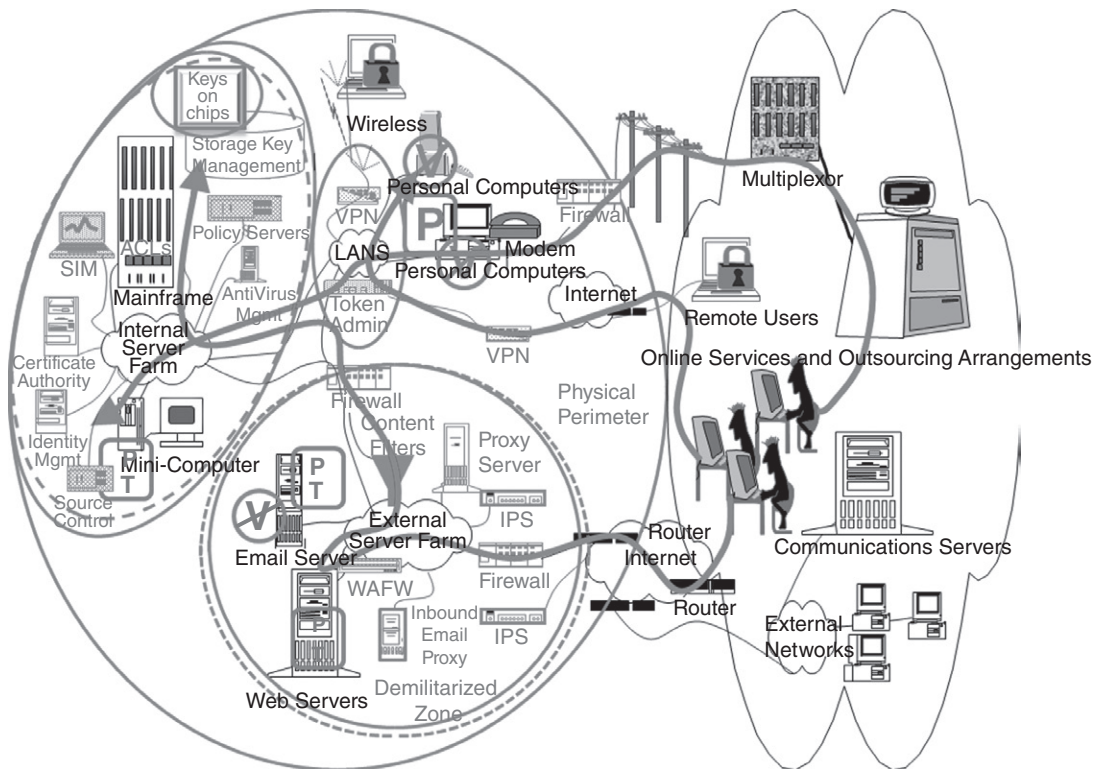 Keys
on
chips
Storage Key
Management
Wireless
V
Personal Computers
VPN
P
Firewall
Multiplexor
Policy Servers
ACLs
SIM
LANS
Modem
V
Personal Computers
Mainframe
AntiVirus
Mgmt
Token
Admin
Internet
Remote Users
Internal
Server
Farm
VPN
Online Services and Outsourcing Arrangements
Certificate
Authority
Firewall
Content
Filters
Physical
Perimeter
Identity
Mgmt
P
T
Mini-Computer
Source
Control
Proxy
Server
P
T
V
IPS
External
Server Farm
Email Server
Router
Internet
Communications Servers
WAFW
Firewall
Router
Inbound
Email
Proxy
IPS
P
T
External
Networks
Web Servers
Demilitarized
Zone